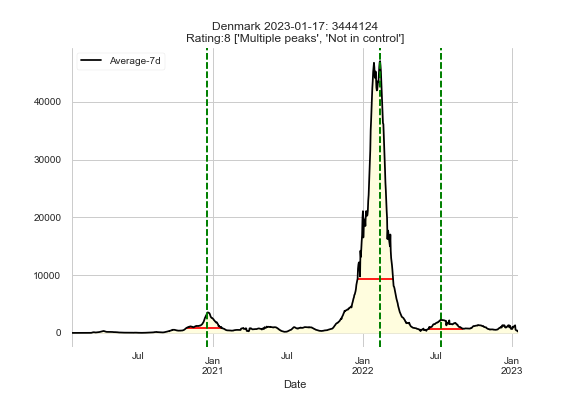 Denmark 2023-01-17: 3444124
Rating:8 ['Multiple peaks', 'Not in control']
Average-7d
40000
30000
20000
10000
0
Jul
Jan
2021
Jul
Jan
2022
Jul
Jan
2023
Date